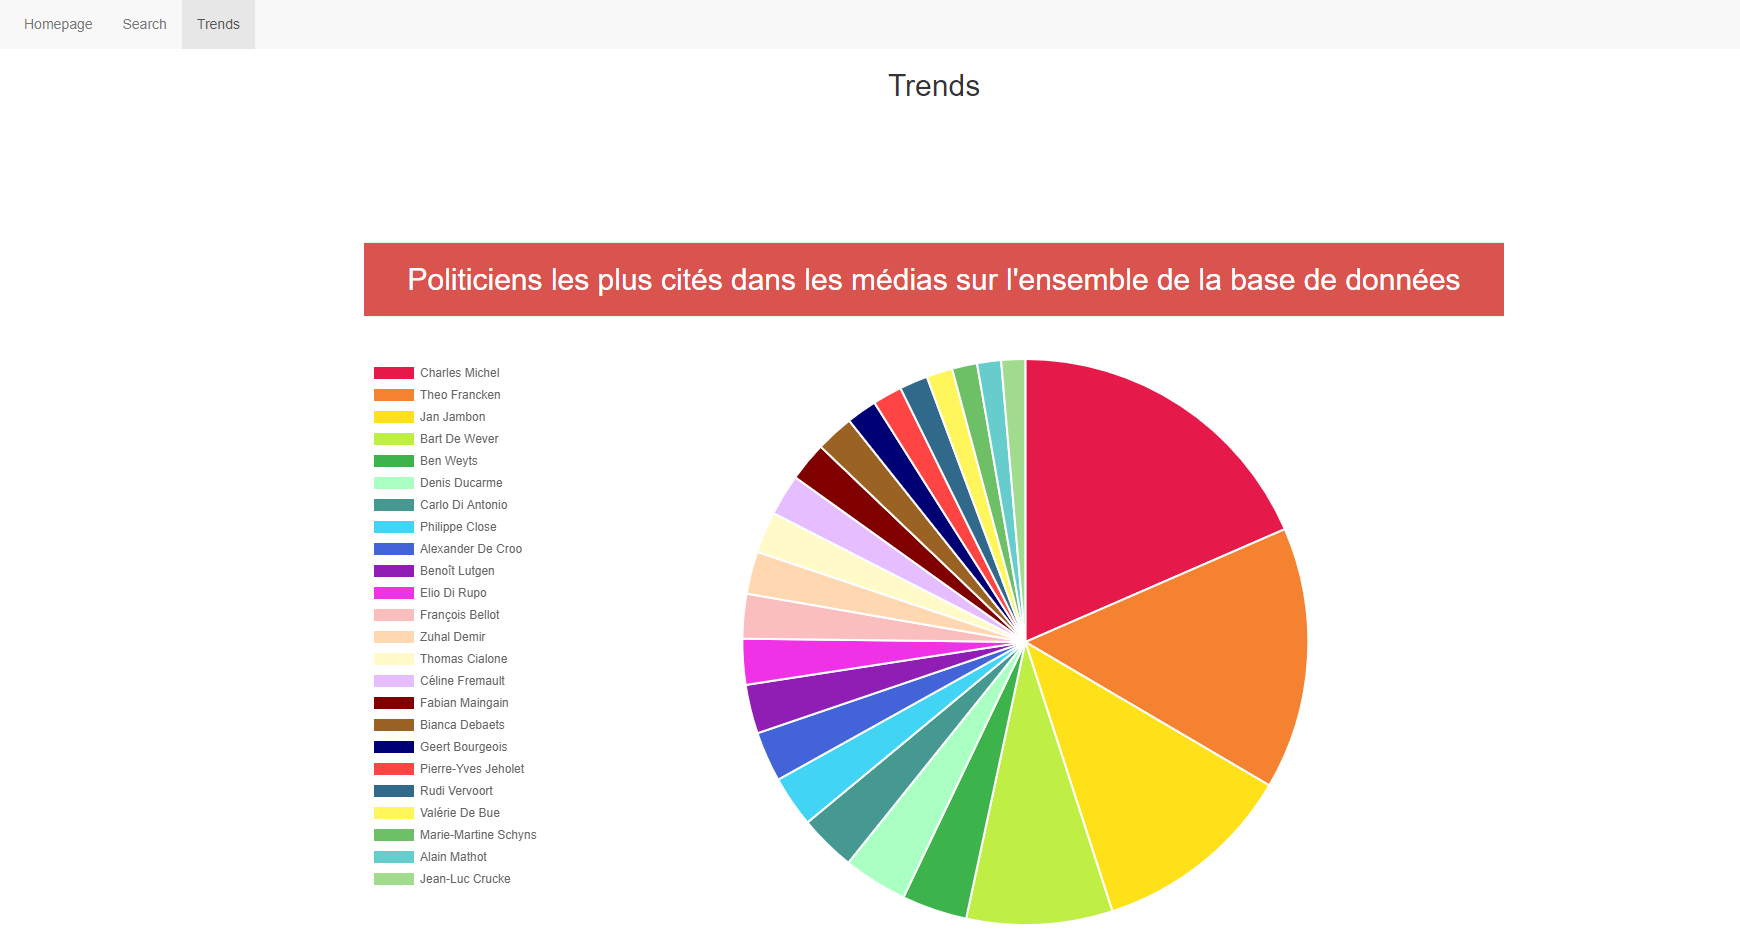 Homepage Search Trends
Trends
Politiciens les plus cités dans les médias sur l'ensemble de la base de données
Charles Michel
Theo Francken
Jan Jambon
Bart De Wever
Ben Weyts
Denis Ducarme
Carlo Di Antonio
Philippe Close
Alexander De Croo
Benoît Lutgen
Elio Di Rupo
François Bellot
Zuhal Demir
Thomas Cialone
Céline Fremault
Fabian Maingain
Bianca Debaets
Geert Bourgeois
Pierre-Yves Jeholet
Rudi Vervoort
Valérie De Bue
Marie-Martine Schyns
Alain Mathot
Jean-Luc Crucke